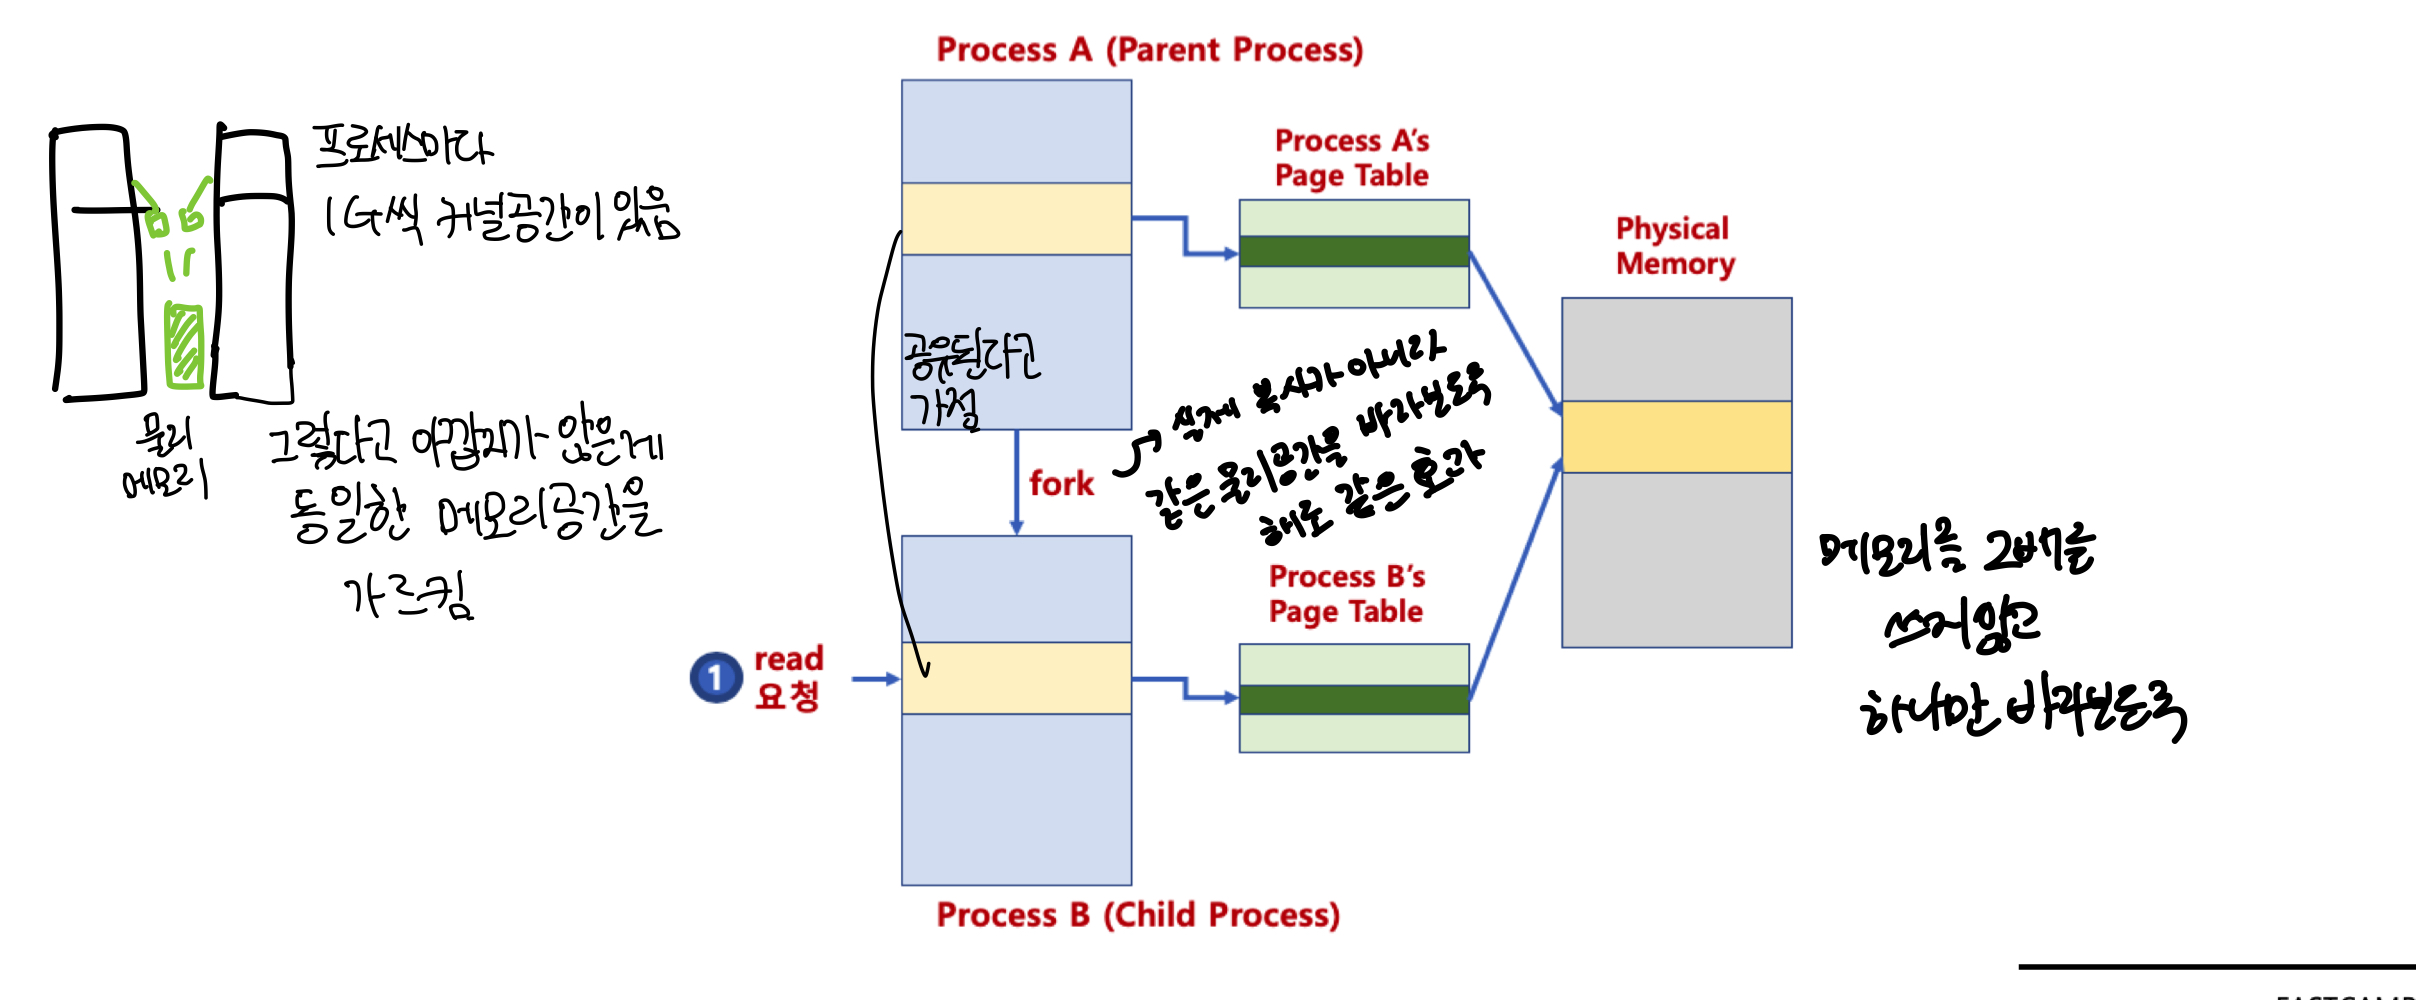 Process A (Parent Process)
프로세스마다
1G씩 커널공간이 있음
물리
메모리
그렇다고 아깝지가 않은게
동일한 메모리공간을
가르킴
Process A's
Page Table
Physical
Memory
공유된다고
가정
fork
실제 복사가 아니라
같은 물리공간을 바라보도록
해도 같은 효과
Process B's
Page Table
1
read
요청
메모리를 2배를
쓰지않고
하나만 바라보도록
Process B (Child Process)